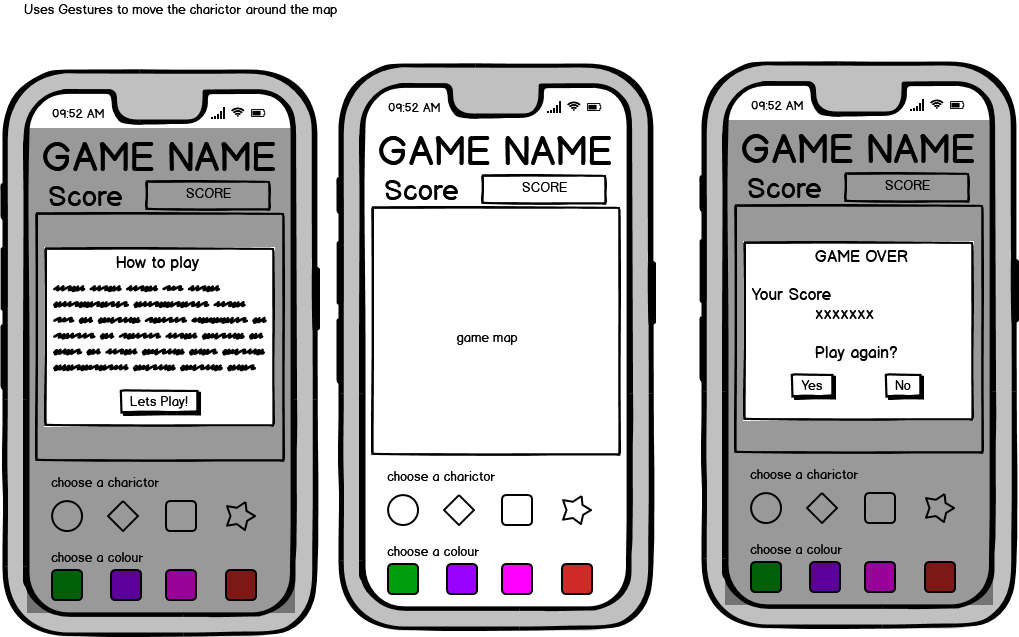 Uses Gestures to move the charictor around the map
09:52 AM
GAME NAME
Score
SCORE
How to play
Lets Play!
choose a charictor
choose a colour
09:52 AM
GAME NAME
Score
SCORE
game map
choose a charictor
choose a colour
09:52 AM
GAME NAME
Score
SCORE
GAME OVER
Your Score
xxxxxxx
Play again?
Yes
No
choose a charictor
choose a colour